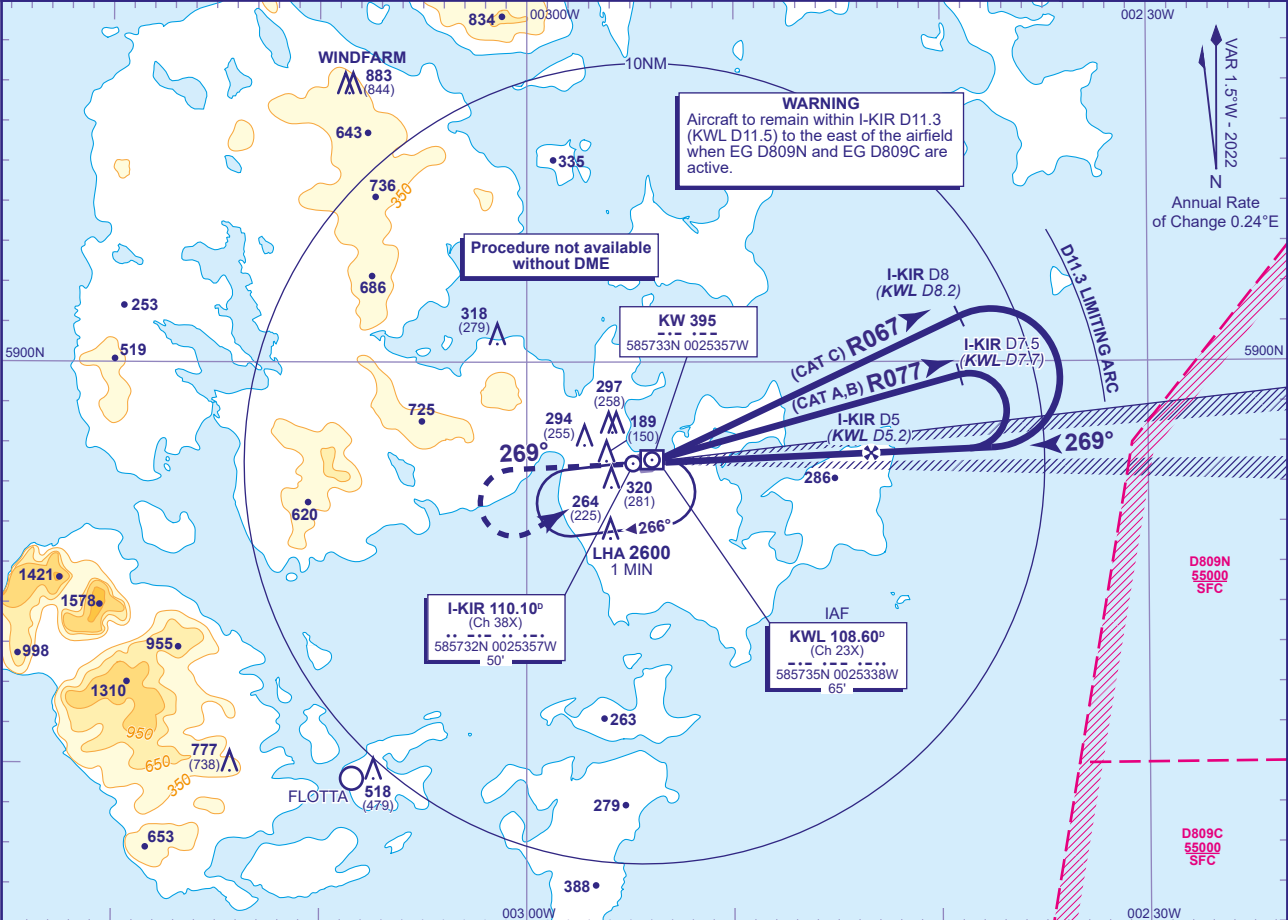 00300W
00230W
834
WINDFARM
883
(844)
10NM
VAR 1.5°W - 2022
N
Annual Rate
of Change 0.24°E
WARNING
Aircraft to remain within I-KIR D11.3
(KWL D11.5) to the east of the airfield
when EG D809N and EG D809C are
active.
643
335
736
350
Procedure not available
without DME
686
253
318
(279)
KW 395
-·- ·--
585733N 0025357W
I-KIR D8
(KWL D8.2)
D11.3 LIMITING ARC
(CAT C) R067
I-KIR D7.5
(KWL D7.7)
(CAT A,B) R077
5900N
5900N
519
297
(258)
725
294
(255)
189
(150)
I-KIR D5
(KWL D5.2)
269°
269°
286
320
(281)
264
(225)
266°
620
LHA 2600
1 MIN
1421
1578
998
955
1310
950
650
350
777
(738)
I-KIR 110.10ᴰ
(Ch 38X)
·· -·- ·· ·-·
585732N 0025357W
50'
IAF
KWL 108.60ᴰ
(Ch 23X)
-·- ·-- ·-··
585735N 0025338W
65'
D809N
55000
SFC
263
FLOTTA
518
(479)
279
653
388
D809C
55000
SFC
003 00W
002 30W